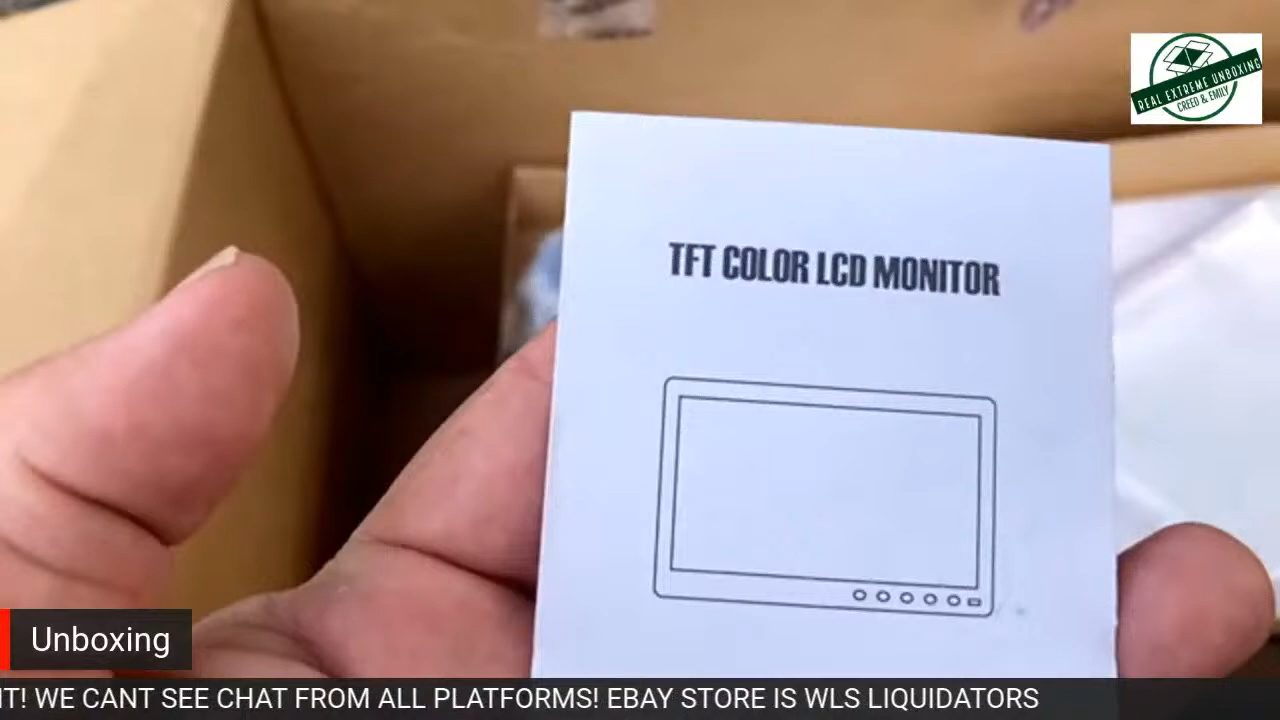 REAL EXTREME UNBOXING
CREED & EMILY
TFT COLOR LCD MONITOR
Unboxing
IT! WE CANT SEE CHAT FROM ALL PLATFORMS! EBAY STORE IS WLS LIQUIDATORS